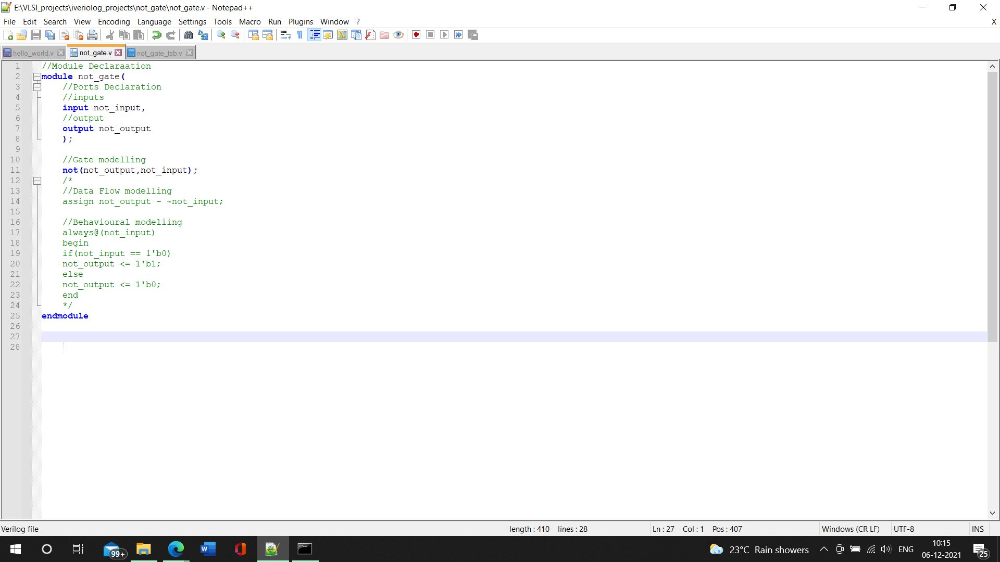 E:\VLSI_projects\iveriolog_projects\not_gate\not_gate.v - Notepad++
File Edit Search View Encoding Language Settings Tools Macro Run Plugins Window ? X
hello_world.v not_gate.v not_gate_tsb.v
1 //Module Declaraation
2 module not_gate(
3 //Ports Declaration
4 //inputs
5 input not_input,
6 //output
7 output not_output
8 );
9
10 //Gate modelling
11 not(not_output,not_input);
12 /*
13 //Data Flow modelling
14 assign not_output - ~not_input;
15
16 //Behavioural modeliing
17 always@(not_input)
18 begin
19 if(not_input == 1'b0)
20 not_output <= 1'b1;
21 else
22 not_output <= 1'b0;
23 end
24 */
25 endmodule
26
27
28
Verilog file length : 410 lines : 28 Ln : 27 Col : 1 Pos : 407 Windows (CR LF) UTF-8 INS
99+ 23°C Rain showers ENG 10:15
06-12-2021 25